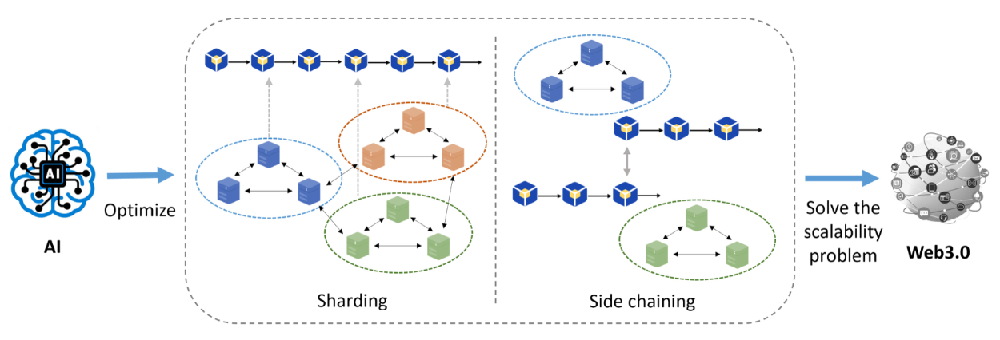 AI
Optimize
AI
Sharding
Side chaining
Solve the
scalability
problem
Web3.0